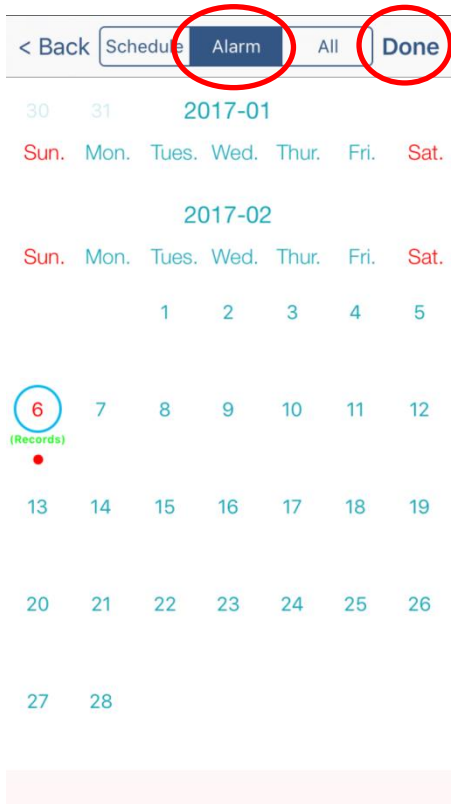 < Back Schedule Alarm All Done
30 31 2017-01
Sun. Mon. Tues. Wed. Thur. Fri. Sat.
2017-02
Sun. Mon. Tues. Wed. Thur. Fri. Sat.
1 2 3 4 5
6 7 8 9 10 11 12
(Records)
13 14 15 16 17 18 19
20 21 22 23 24 25 26
27 28